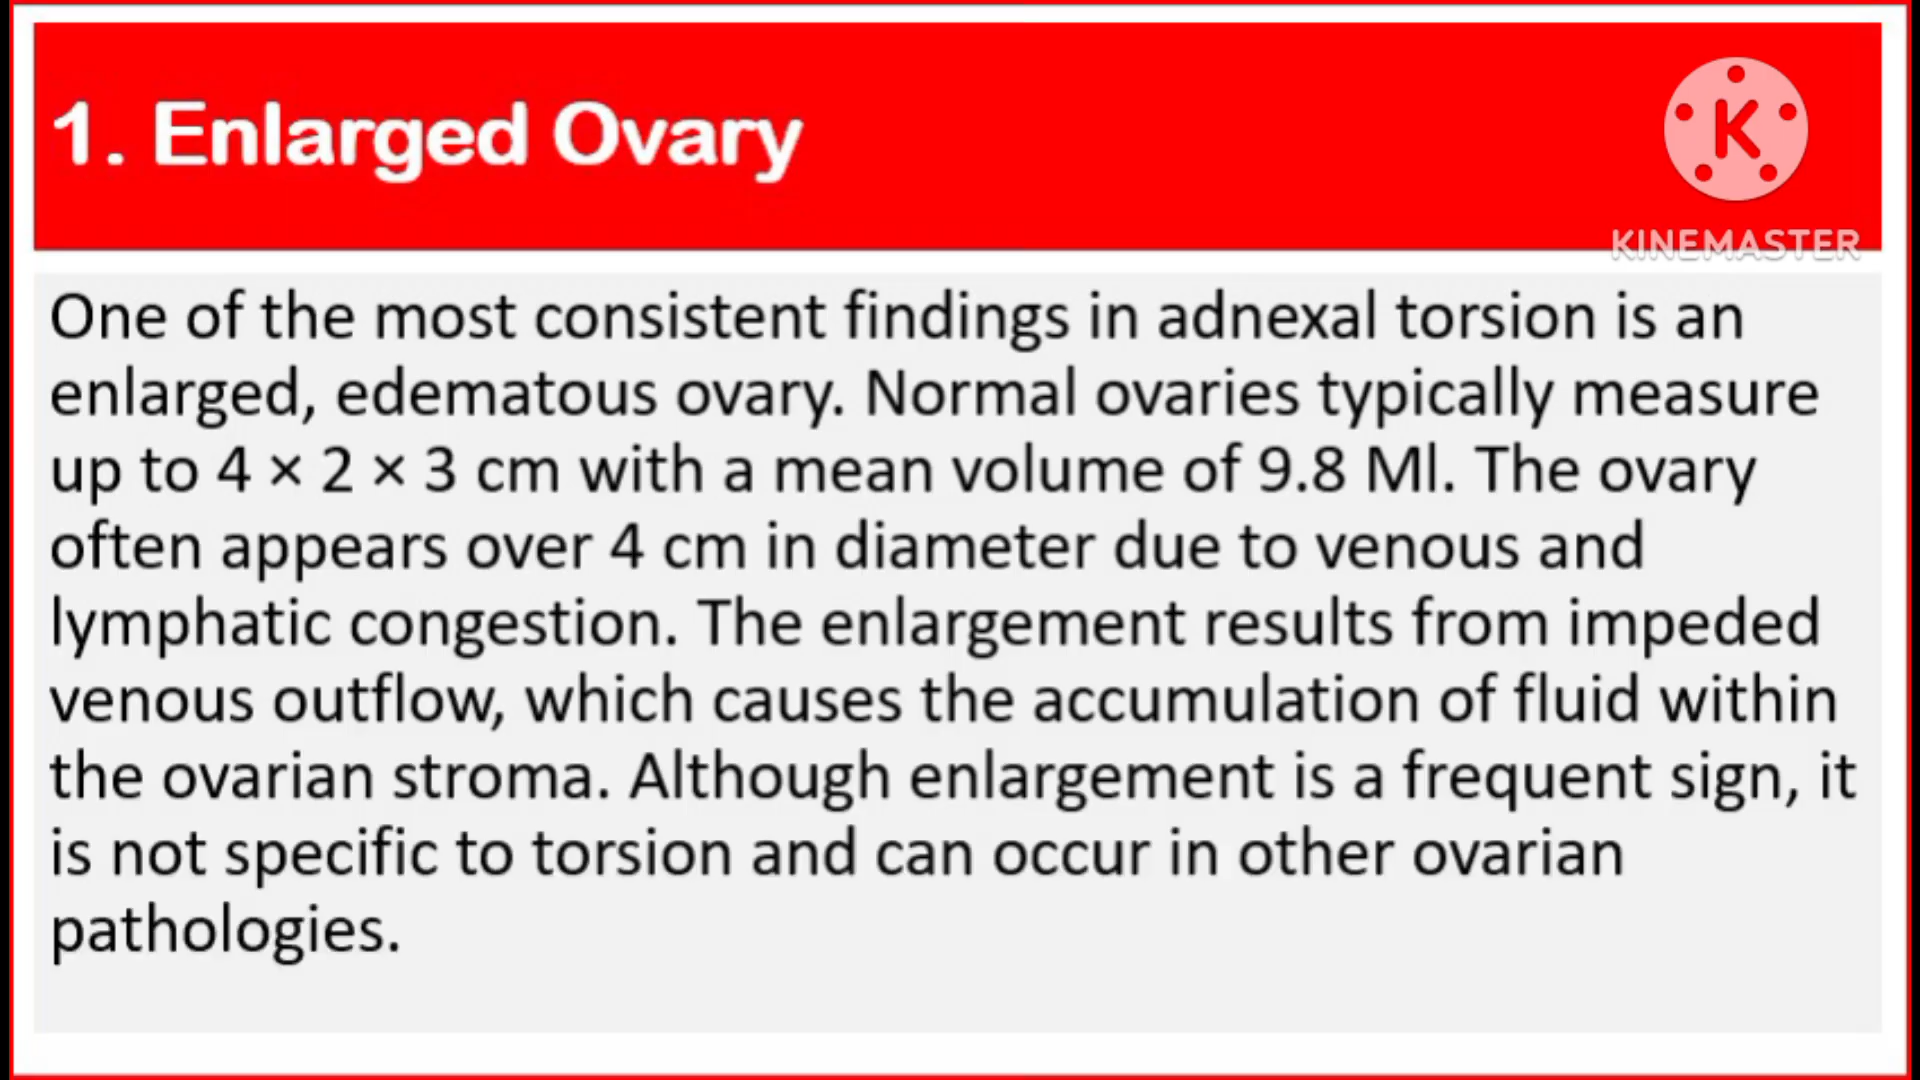 1. Enlarged Ovary
K
KINEMASTER
One of the most consistent findings in adnexal torsion is an
enlarged, edematous ovary. Normal ovaries typically measure
up to 4 × 2 × 3 cm with a mean volume of 9.8 Ml. The ovary
often appears over 4 cm in diameter due to venous and
lymphatic congestion. The enlargement results from impeded
venous outflow, which causes the accumulation of fluid within
the ovarian stroma. Although enlargement is a frequent sign, it
is not specific to torsion and can occur in other ovarian
pathologies.